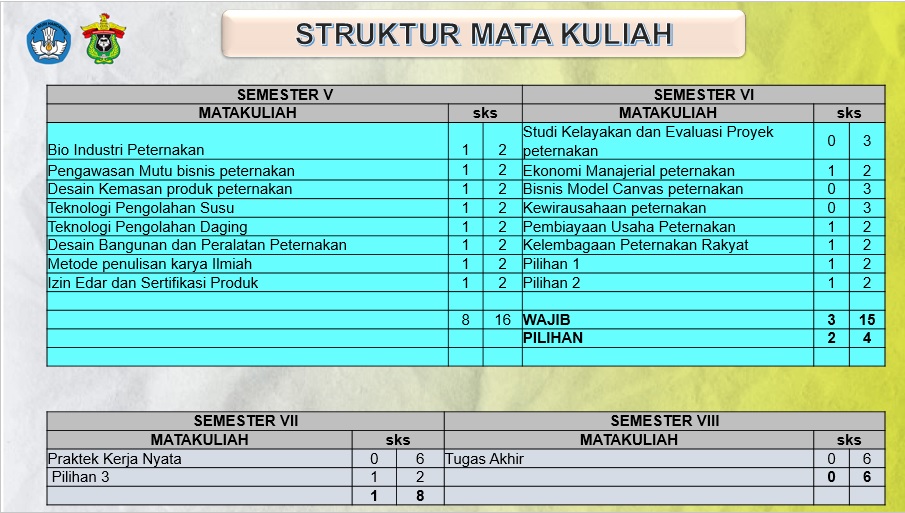 STRUKTUR MATA KULIAH
SEMESTER V SEMESTER VI
MATAKULIAH sks MATAKULIAH sks
Bio Industri Peternakan 1 2 Studi Kelayakan dan Evaluasi Proyek peternakan 0 3
Pengawasan Mutu bisnis peternakan 1 2 Ekonomi Manajerial peternakan 1 2
Desain Kemasan produk peternakan 1 2 Bisnis Model Canvas peternakan 0 3
Teknologi Pengolahan Susu 1 2 Kewirausahaan peternakan 0 3
Teknologi Pengolahan Daging 1 2 Pembiayaan Usaha Peternakan 1 2
Desain Bangunan dan Peralatan Peternakan 1 2 Kelembagaan Peternakan Rakyat 1 2
Metode penulisan karya Ilmiah 1 2 Pilihan 1 1 2
Izin Edar dan Sertifikasi Produk 1 2 Pilihan 2 1 2
8 16 WAJIB 3 15
PILIHAN 2 4
SEMESTER VII SEMESTER VIII
MATAKULIAH sks MATAKULIAH sks
Praktek Kerja Nyata 0 6 Tugas Akhir 0 6
Pilihan 3 1 2 0 6
1 8